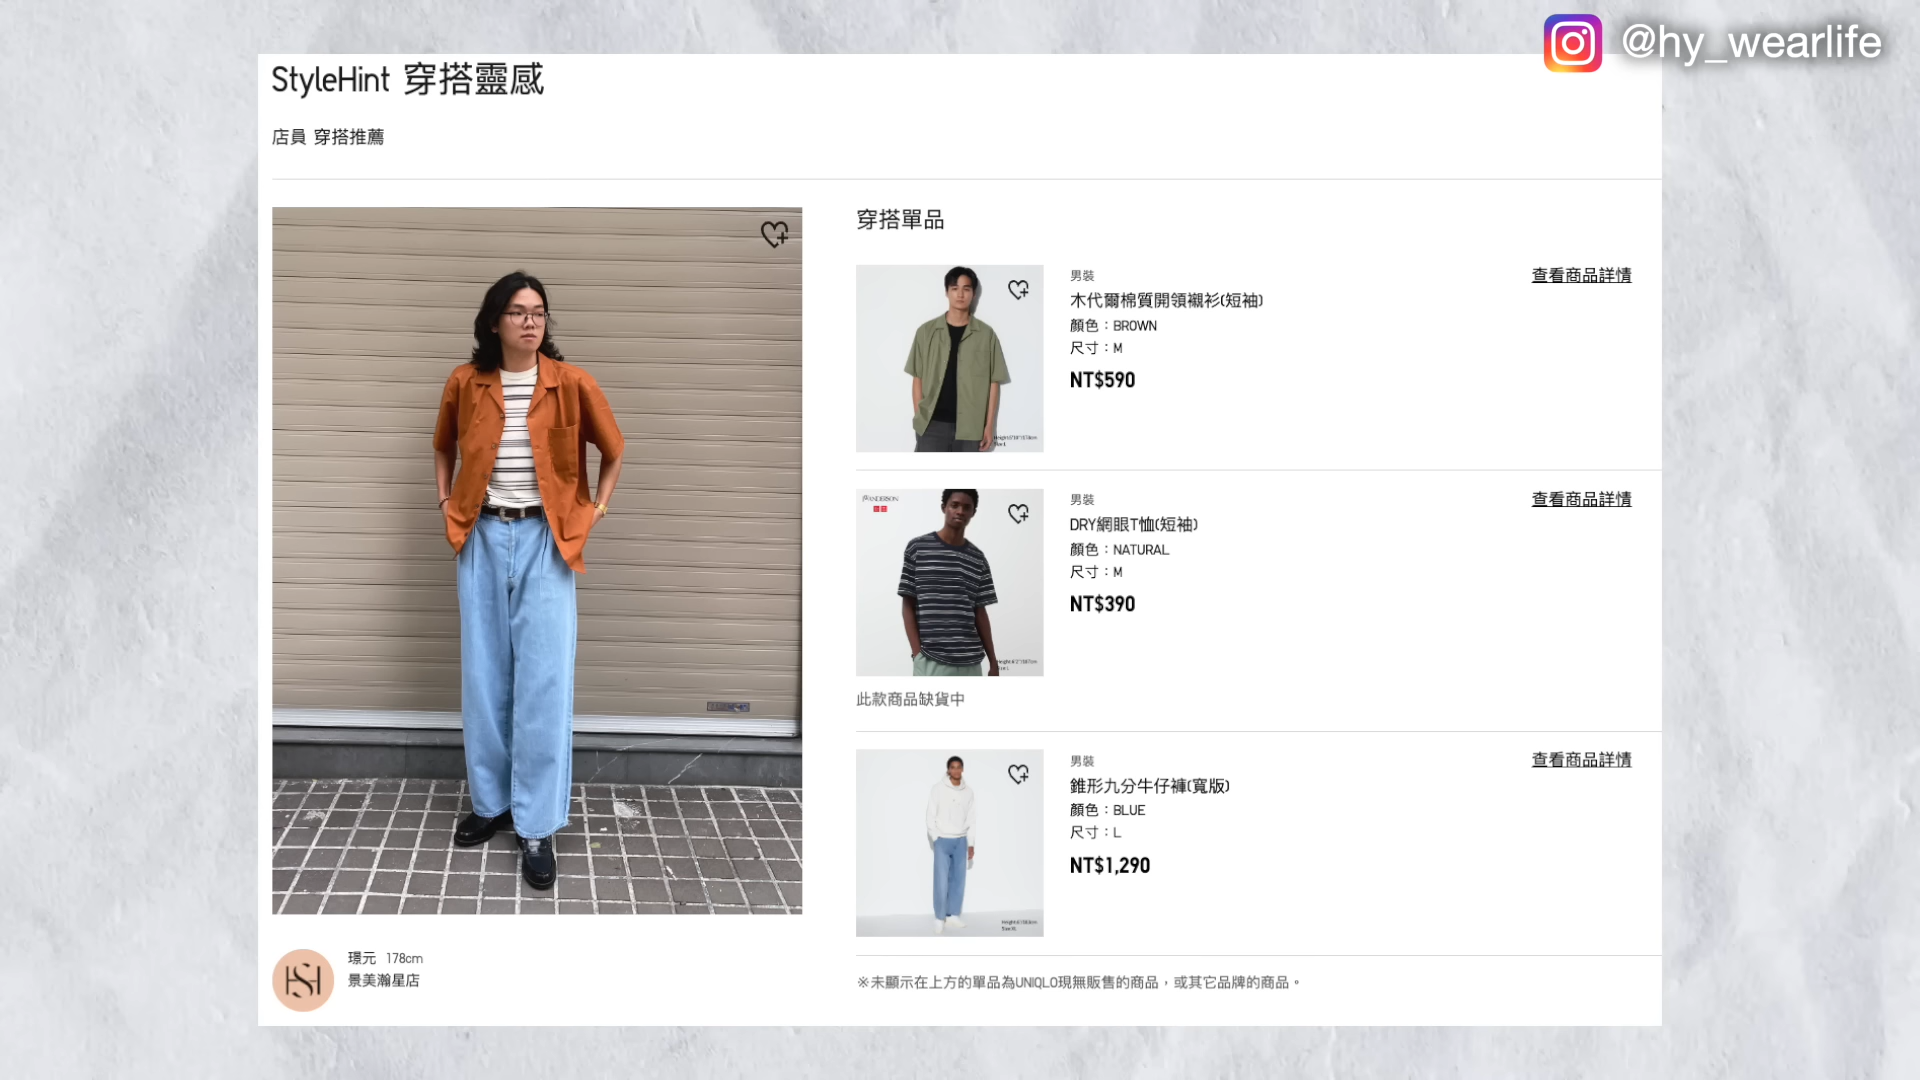 @hy_wearlife
StyleHint 穿搭靈感
店員 穿搭推薦
穿搭單品
男裝
查看商品詳情
木代爾棉質開領襯衫(短袖)
顏色：BROWN
尺寸：M
NT$590
男裝
查看商品詳情
DRY網眼T恤(短袖)
顏色：NATURAL
尺寸：M
NT$390
此款商品缺貨中
男裝
查看商品詳情
錐形九分牛仔褲(寬版)
顏色：BLUE
尺寸：L
NT$1,290
璟元 178cm
景美瀚星店
※未顯示在上方的單品為UNIQLO現無販售的商品，或其它品牌的商品。